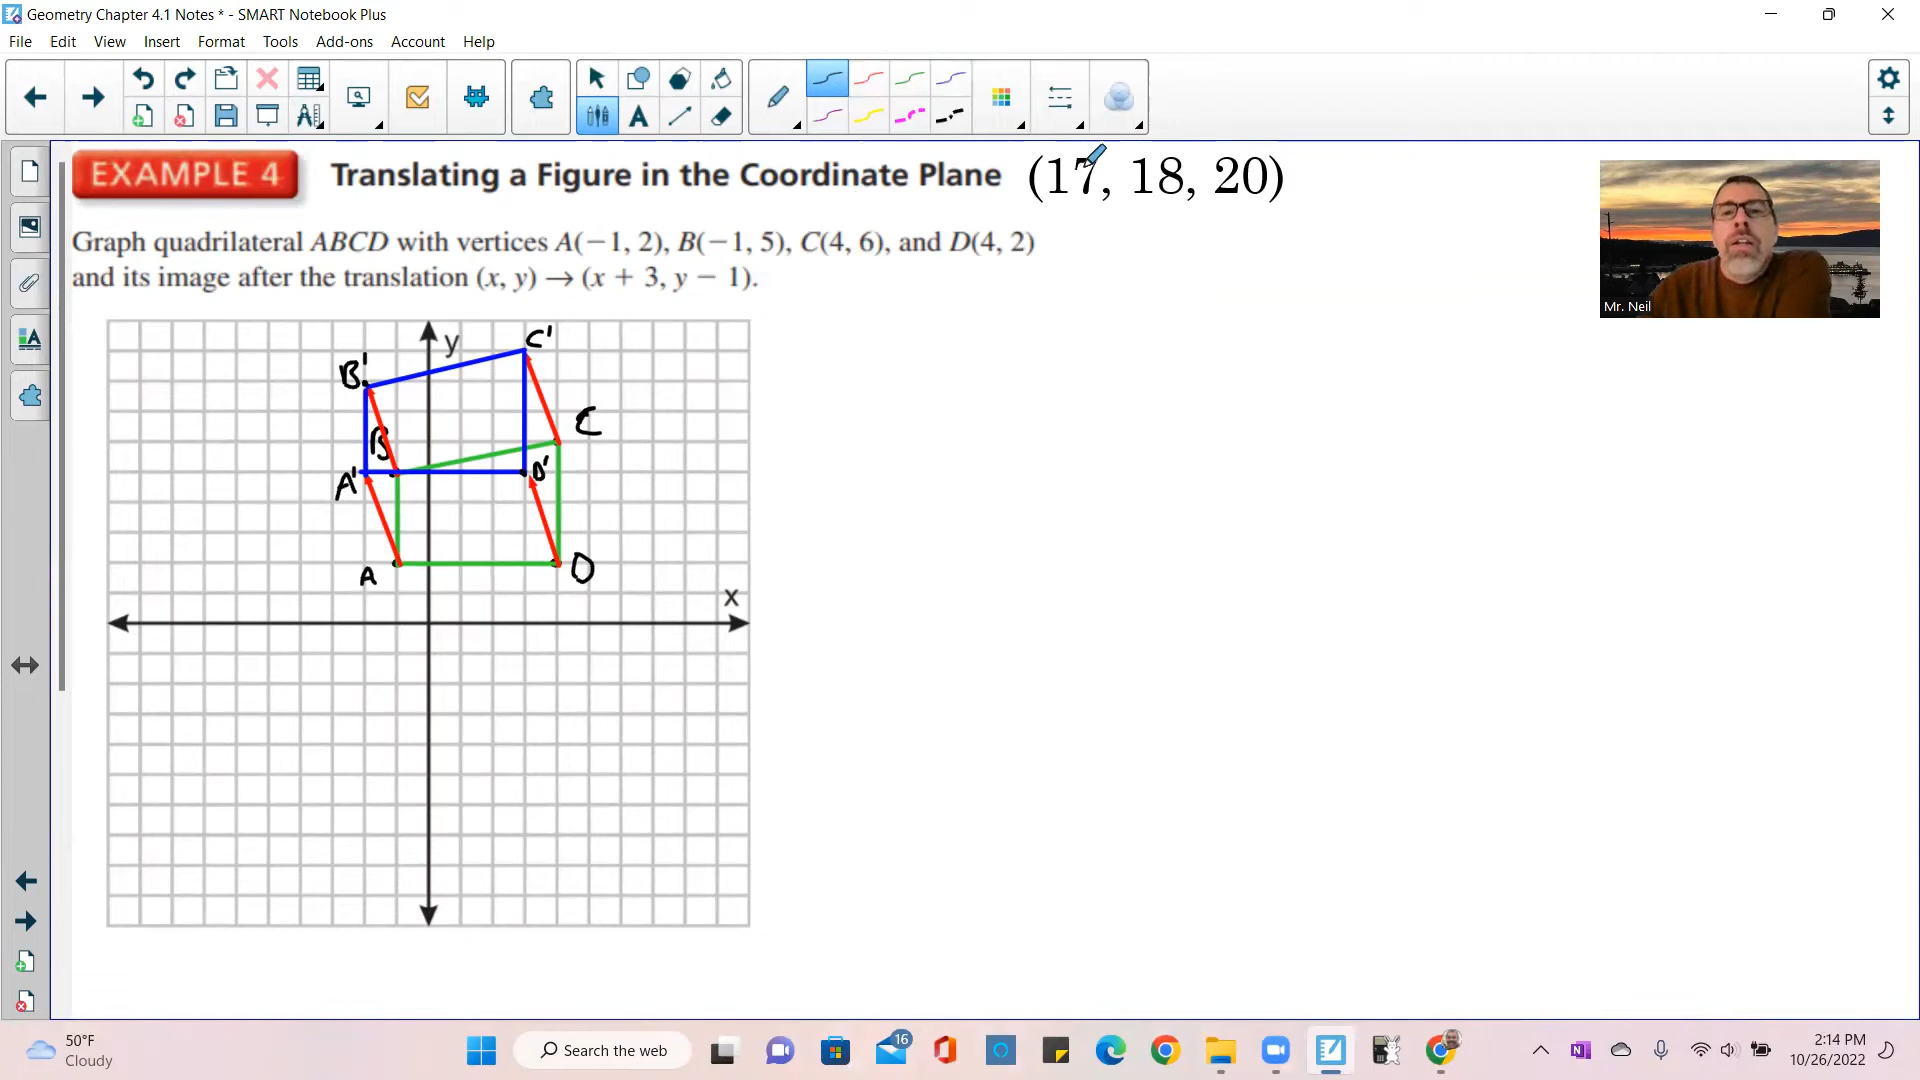 Geometry Chapter 4.1 Notes * - SMART Notebook Plus
File Edit View Insert Format Tools Add-ons Account Help
EXAMPLE 4 Translating a Figure in the Coordinate Plane (17, 18, 20)
Graph quadrilateral ABCD with vertices A(−1, 2), B(−1, 5), C(4, 6), and D(4, 2)
and its image after the translation (x, y) → (x + 3, y − 1).
Mr. Neil
y
C'
B'
C
B
A'
D'
A
D
x
50°F
Cloudy
Search the web
16
2:14 PM
10/26/2022